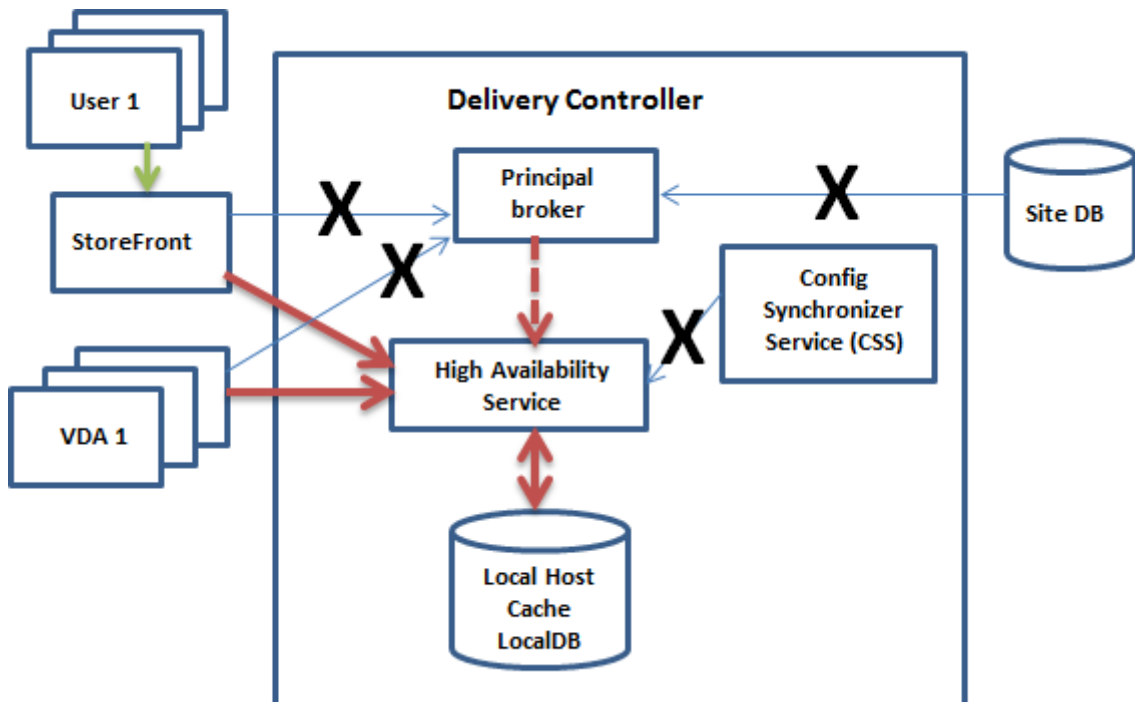 User 1
Delivery Controller
Principal
broker
X
X
StoreFront
Site DB
X
Config
Synchronizer
Service (CSS)
X
High Availability
Service
VDA 1
Local Host
Cache
LocalDB